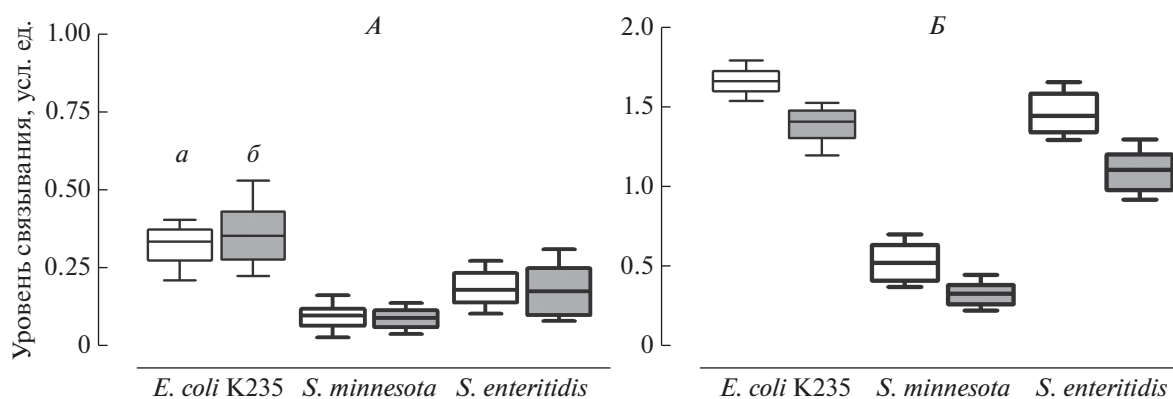 А
Б
Уровень связывания, усл. ед.
1.00
0.75
0.50
0.25
0
а
б
E. coli K235
S. minnesota
S. enteritidis
2.0
1.5
1.0
0.5
0
E. coli K235
S. minnesota
S. enteritidis